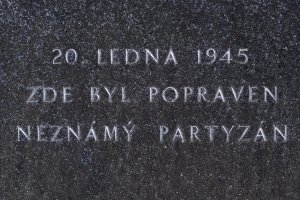 20. LEDNA 1945
ZDE BYL POPRAVEN
NEZNÁMÝ PARTYZÁN